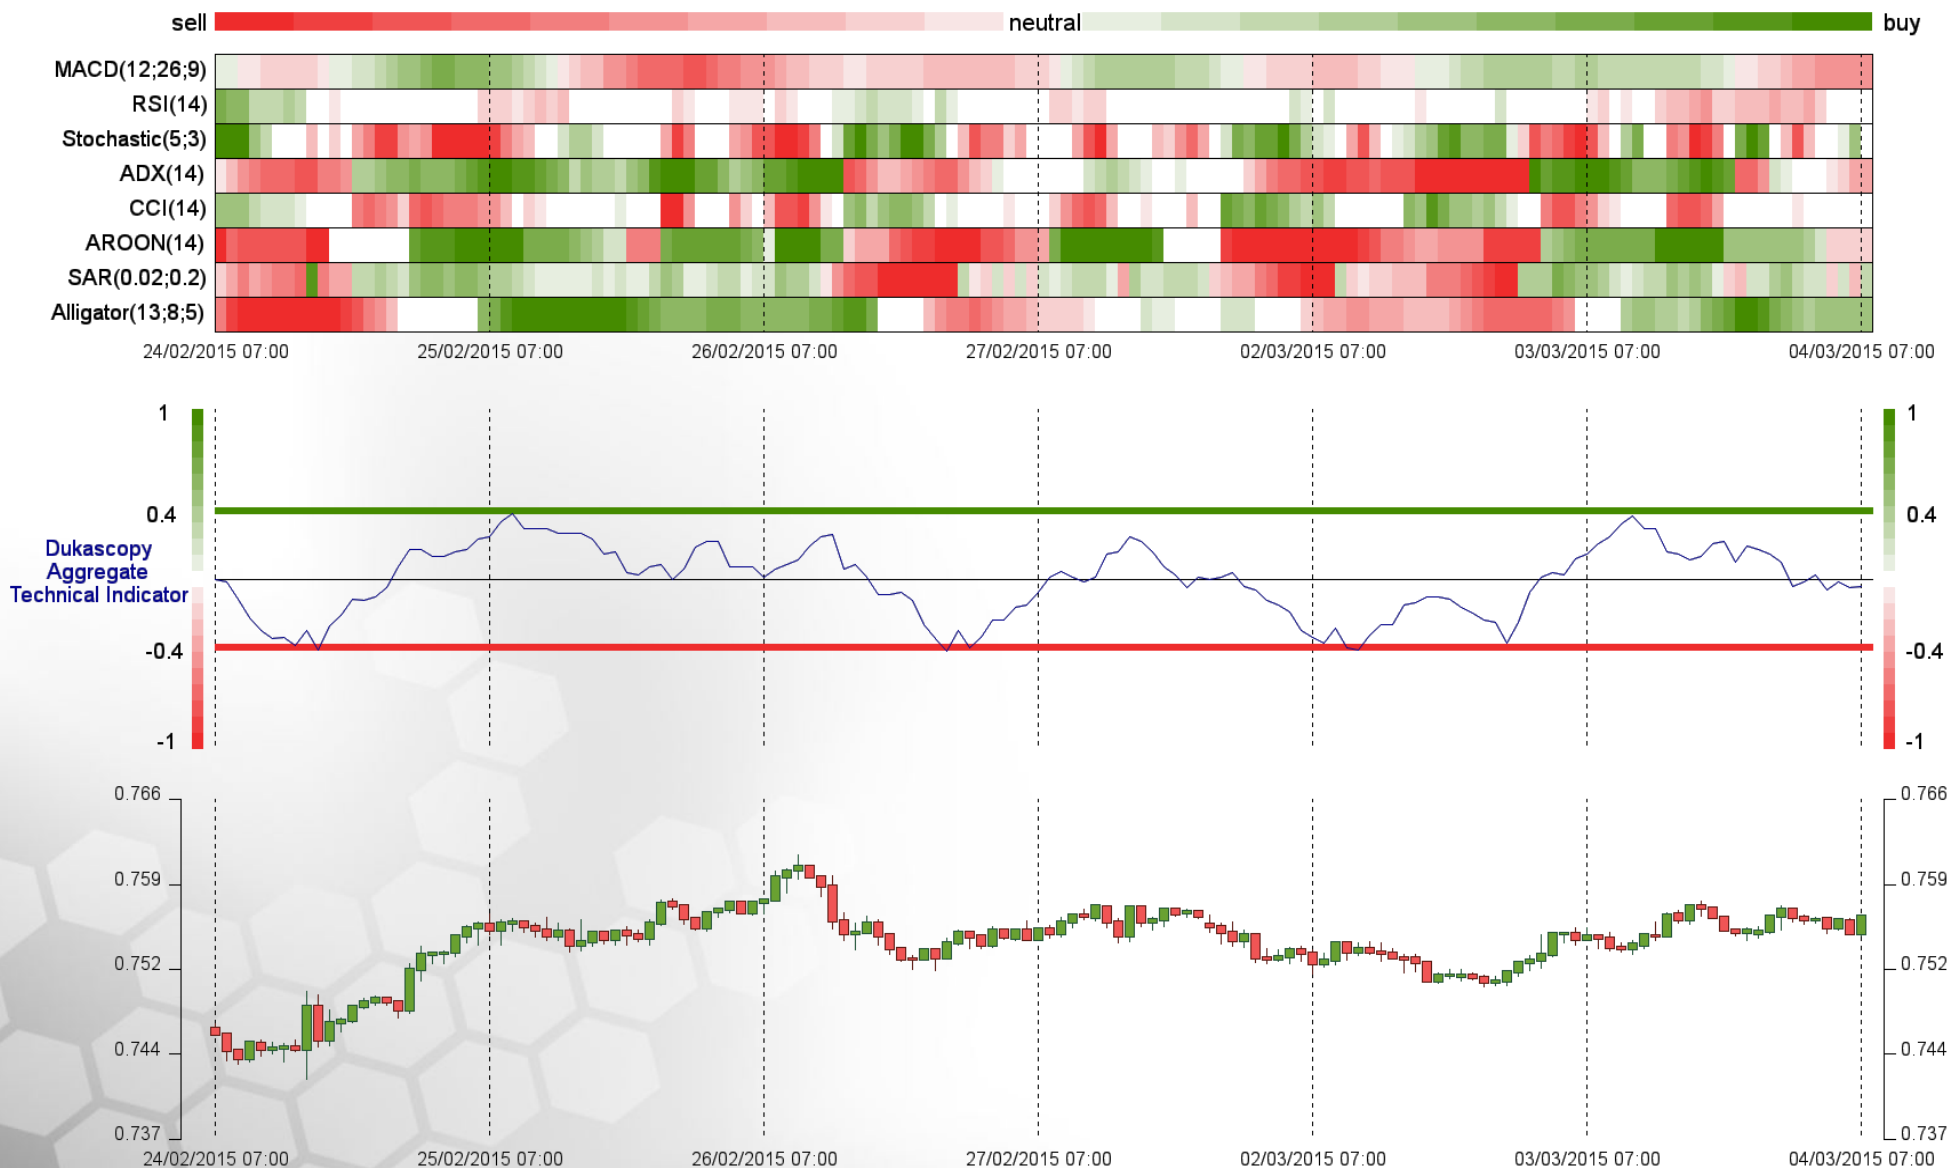 sell neutral buy
MACD(12;26;9)
RSI(14)
Stochastic(5;3)
ADX(14)
CCI(14)
AROON(14)
SAR(0.02;0.2)
Alligator(13;8;5)
24/02/2015 07:00 25/02/2015 07:00 26/02/2015 07:00 27/02/2015 07:00 02/03/2015 07:00 03/03/2015 07:00 04/03/2015 07:00
1 1
0.4 0.4
Dukascopy
Aggregate
Technical Indicator
-0.4 -0.4
-1 -1
0.766 0.766
0.759 0.759
0.752 0.752
0.744 0.744
0.737 0.737
24/02/2015 07:00 25/02/2015 07:00 26/02/2015 07:00 27/02/2015 07:00 02/03/2015 07:00 03/03/2015 07:00 04/03/2015 07:00